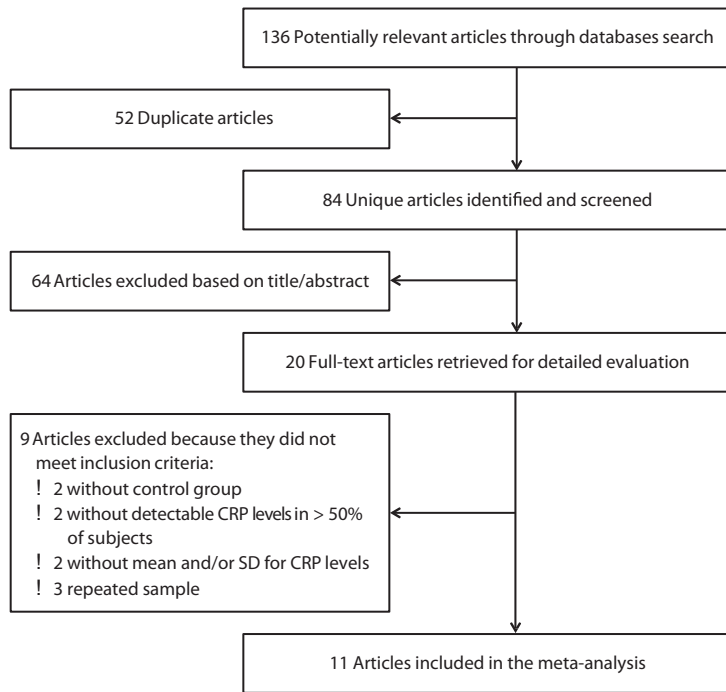 136 Potentially relevant articles through databases search
52 Duplicate articles
84 Unique articles identified and screened
64 Articles excluded based on title/abstract
20 Full-text articles retrieved for detailed evaluation
9 Articles excluded because they did not
meet inclusion criteria:
! 2 without control group
! 2 without detectable CRP levels in > 50%
of subjects
! 2 without mean and/or SD for CRP levels
! 3 repeated sample
11 Articles included in the meta-analysis